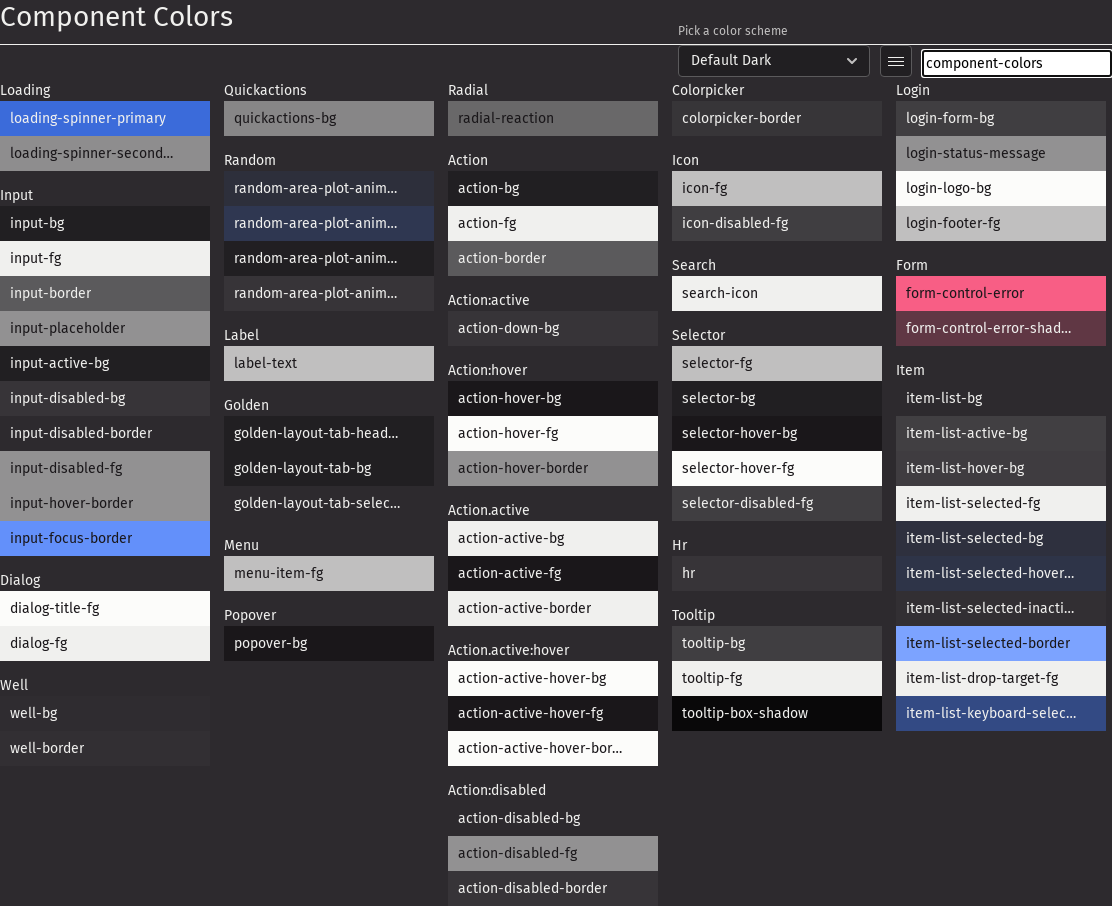 Component Colors
Pick a color scheme
Default Dark
component-colors
Loading
loading-spinner-primary
loading-spinner-second...
Input
input-bg
input-fg
input-border
input-placeholder
input-active-bg
input-disabled-bg
input-disabled-border
input-disabled-fg
input-hover-border
input-focus-border
Dialog
dialog-title-fg
dialog-fg
Well
well-bg
well-border
Quickactions
quickactions-bg
Random
random-area-plot-anim...
random-area-plot-anim...
random-area-plot-anim...
random-area-plot-anim...
Label
label-text
Golden
golden-layout-tab-head...
golden-layout-tab-bg
golden-layout-tab-selec...
Menu
menu-item-fg
Popover
popover-bg
Radial
radial-reaction
Action
action-bg
action-fg
action-border
Action:active
action-down-bg
Action:hover
action-hover-bg
action-hover-fg
action-hover-border
Action.active
action-active-bg
action-active-fg
action-active-border
Action.active:hover
action-active-hover-bg
action-active-hover-fg
action-active-hover-bor...
Action:disabled
action-disabled-bg
action-disabled-fg
action-disabled-border
Colorpicker
colorpicker-border
Icon
icon-fg
icon-disabled-fg
Search
search-icon
Selector
selector-fg
selector-bg
selector-hover-bg
selector-hover-fg
selector-disabled-fg
Hr
hr
Tooltip
tooltip-bg
tooltip-fg
tooltip-box-shadow
Login
login-form-bg
login-status-message
login-logo-bg
login-footer-fg
Form
form-control-error
form-control-error-shad...
Item
item-list-bg
item-list-active-bg
item-list-hover-bg
item-list-selected-fg
item-list-selected-bg
item-list-selected-hover...
item-list-selected-inacti...
item-list-selected-border
item-list-drop-target-fg
item-list-keyboard-selec...